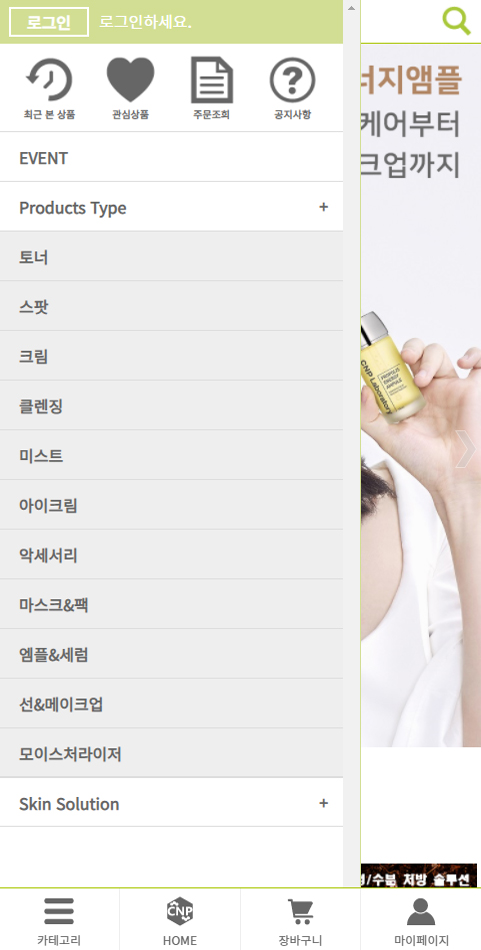 로그인 로그인하세요.
최근 본 상품 관심상품 주문조회 공지사항
EVENT
Products Type +
토너
스팟
크림
클렌징
미스트
아이크림
악세서리
마스크&팩
엠플&세럼
선&메이크업
모이스처라이저
Skin Solution +
너지앰플
케어부터
크업까지
CNP Laboratory
PROPOLIS
ENERGY
AMPULE
/수분 저방 솔루션
카테고리 CNP HOME 장바구니 마이페이지